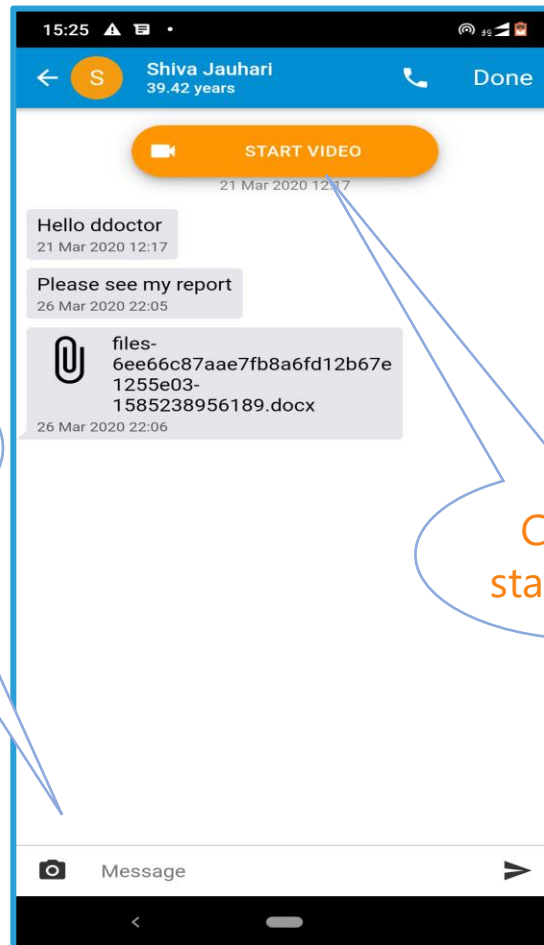 15:25
4G
S
Shiva Jauhari
39.42 years
Done
START VIDEO
21 Mar 2020 12:17
Hello ddoctor
21 Mar 2020 12:17
Please see my report
26 Mar 2020 22:05
files-
6ee66c87aae7fb8a6fd12b67e
1255e03-
1585238956189.docx
26 Mar 2020 22:06
C
sta
Message